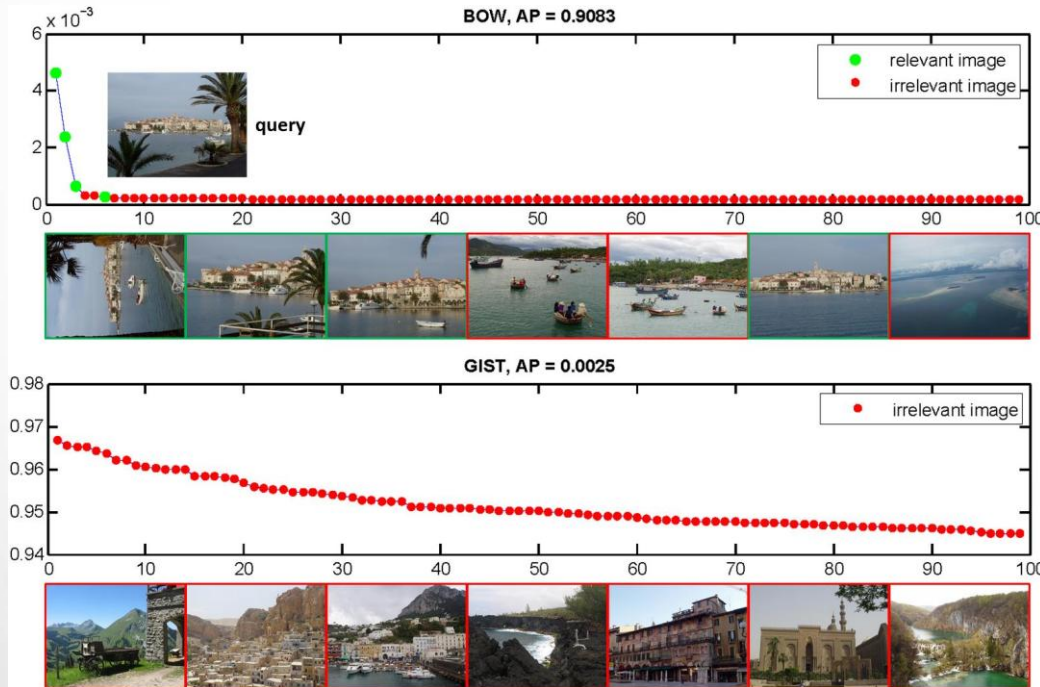 BOW, AP = 0.9083
6 × 10⁻³
4
2
0
query
relevant image
irrelevant image
0 10 20 30 40 50 60 70 80 90 100
GIST, AP = 0.0025
0.98
0.97
0.96
0.95
0.94
irrelevant image
0 10 20 30 40 50 60 70 80 90 100